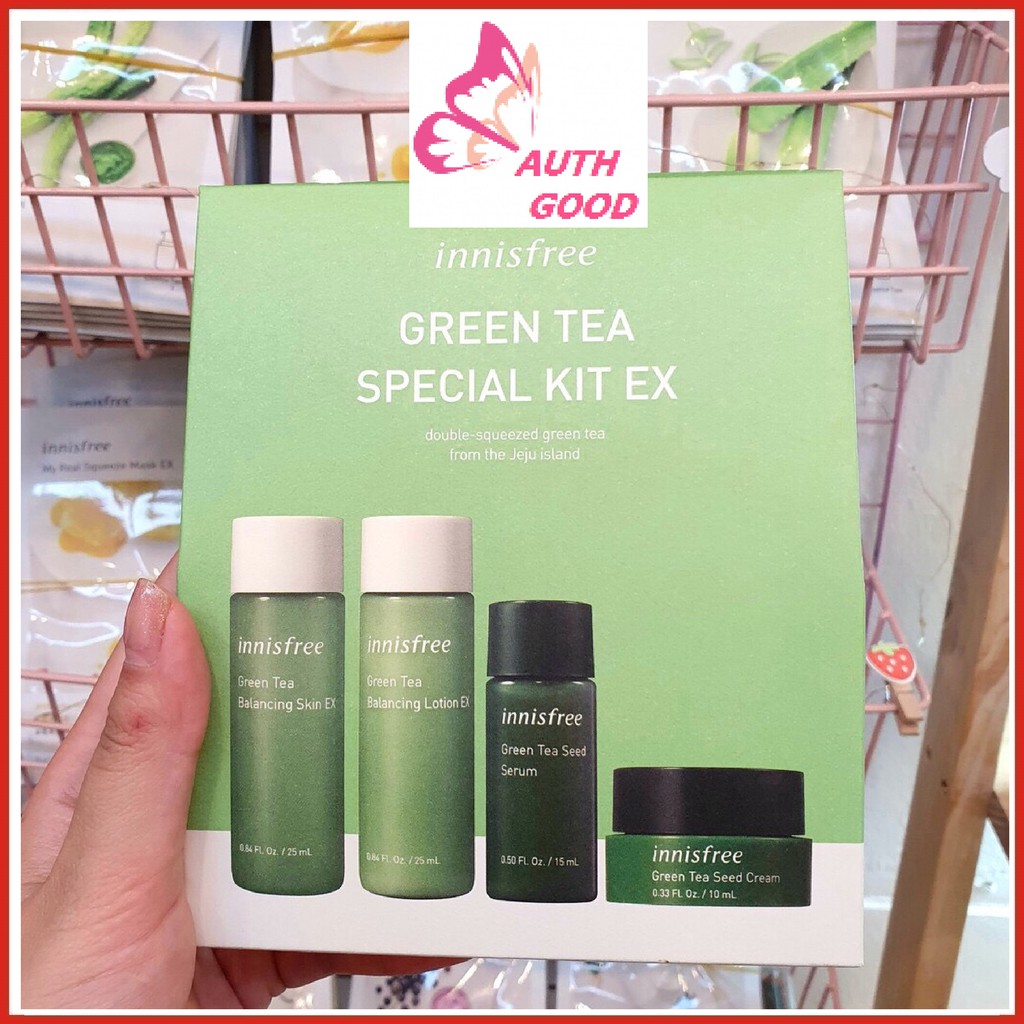 AUTH
GOOD
innisfree
GREEN TEA
SPECIAL KIT EX
double-squeezed green tea
from the Jeju island
innisfree
innisfree
My Real Squeeze Mask EX
innisfree
Green Tea
Balancing Skin EX
0.84 Fl. Oz. / 25 mL
innisfree
Green Tea
Balancing Lotion EX
0.84 Fl. Oz. / 25 mL
innisfree
Green Tea Seed
Serum
0.50 Fl. Oz. / 15 mL
innisfree
Green Tea Seed Cream
0.33 Fl. Oz. / 10 mL